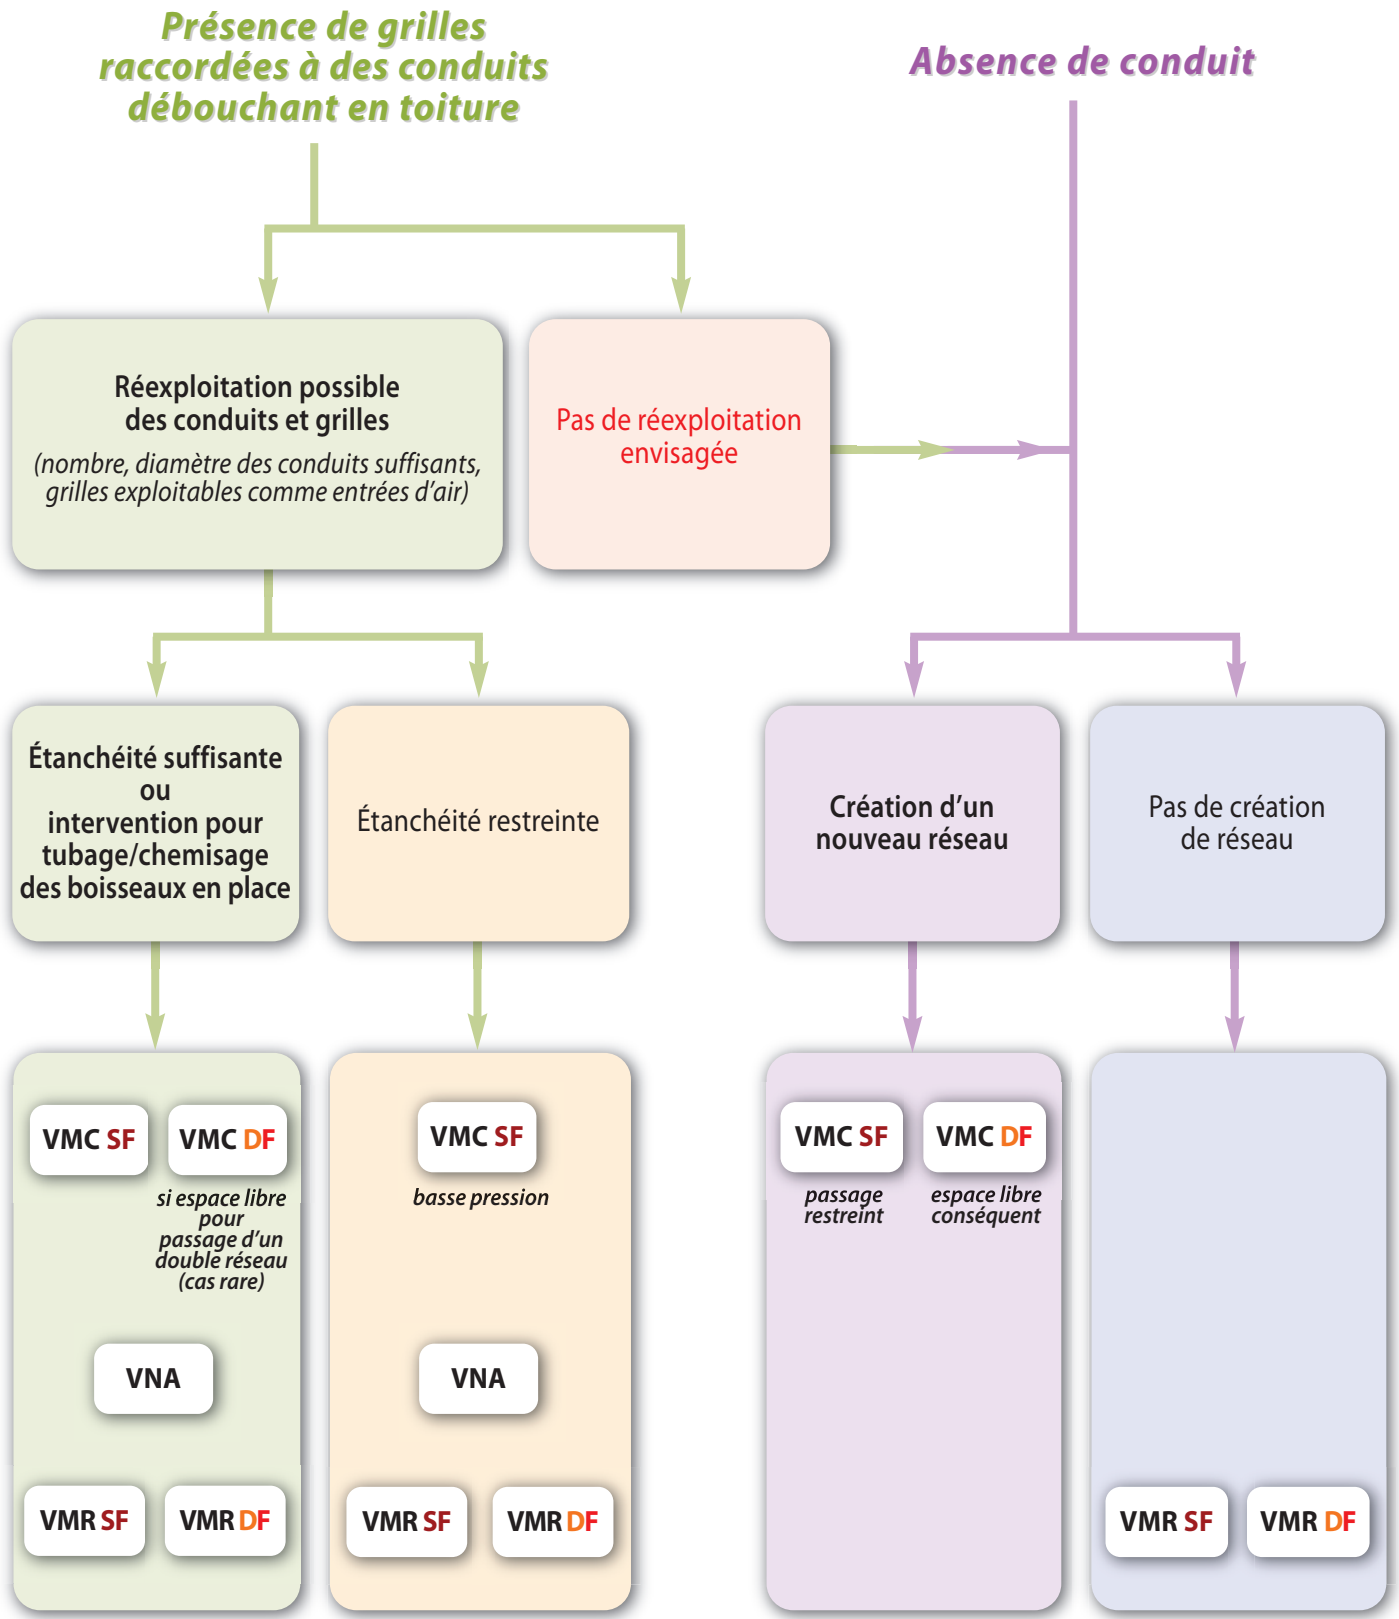 Présence de grilles
raccordées à des conduits
débouchant en toiture
Absence de conduit
Réexploitation possible
des conduits et grilles
(nombre, diamètre des conduits suffisants,
grilles exploitables comme entrées d’air)
Pas de réexploitation
envisagée
Étanchéité suffisante
ou
intervention pour
tubage/chemisage
des boisseaux en place
Étanchéité restreinte
Création d’un
nouveau réseau
Pas de création
de réseau
VMC SF
VMC DF
si espace libre
pour
passage d’un
double réseau
(cas rare)
VNA
VMR SF
VMR DF
VMC SF
basse pression
VNA
VMR SF
VMR DF
VMC SF
passage
restreint
VMC DF
espace libre
conséquent
VMR SF
VMR DF